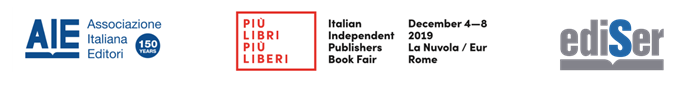 AIE
Associazione
Italiana
Editori
150
YEARS
PIÙ
LIBRI
PIÙ
LIBERI
Italian
Independent
Publishers
Book Fair
December 4—8
2019
La Nuvola / Eur
Rome
ediSer